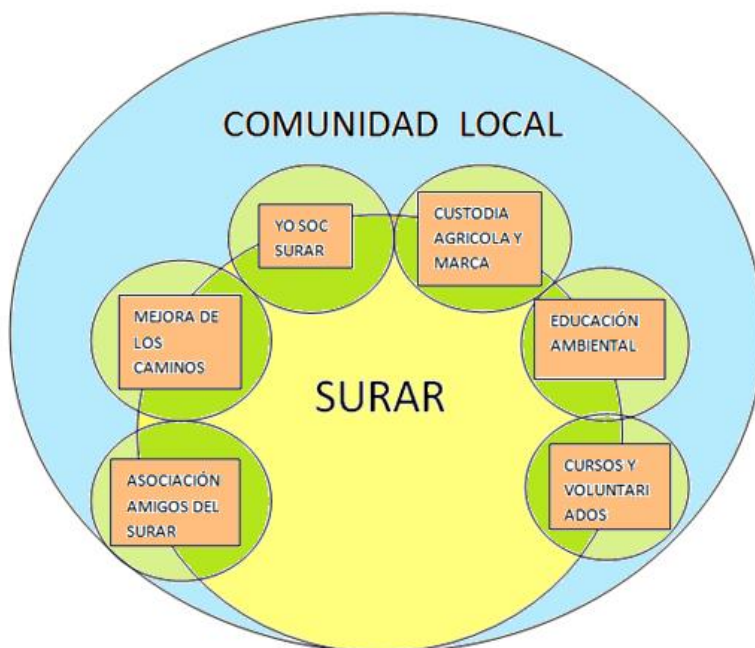 COMUNIDAD LOCAL
YO SOC
SURAR
CUSTODIA
AGRICOLA Y
MARCA
MEJORA DE
LOS
CAMINOS
EDUCACIÓN
AMBIENTAL
SURAR
ASOCIACIÓN
AMIGOS DEL
SURAR
CURSOS Y
VOLUNTARI
ADOS